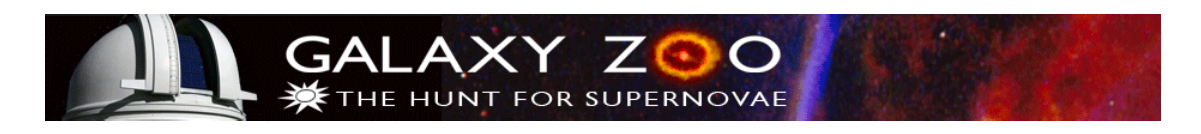 GALAXY ZOO
THE HUNT FOR SUPERNOVAE